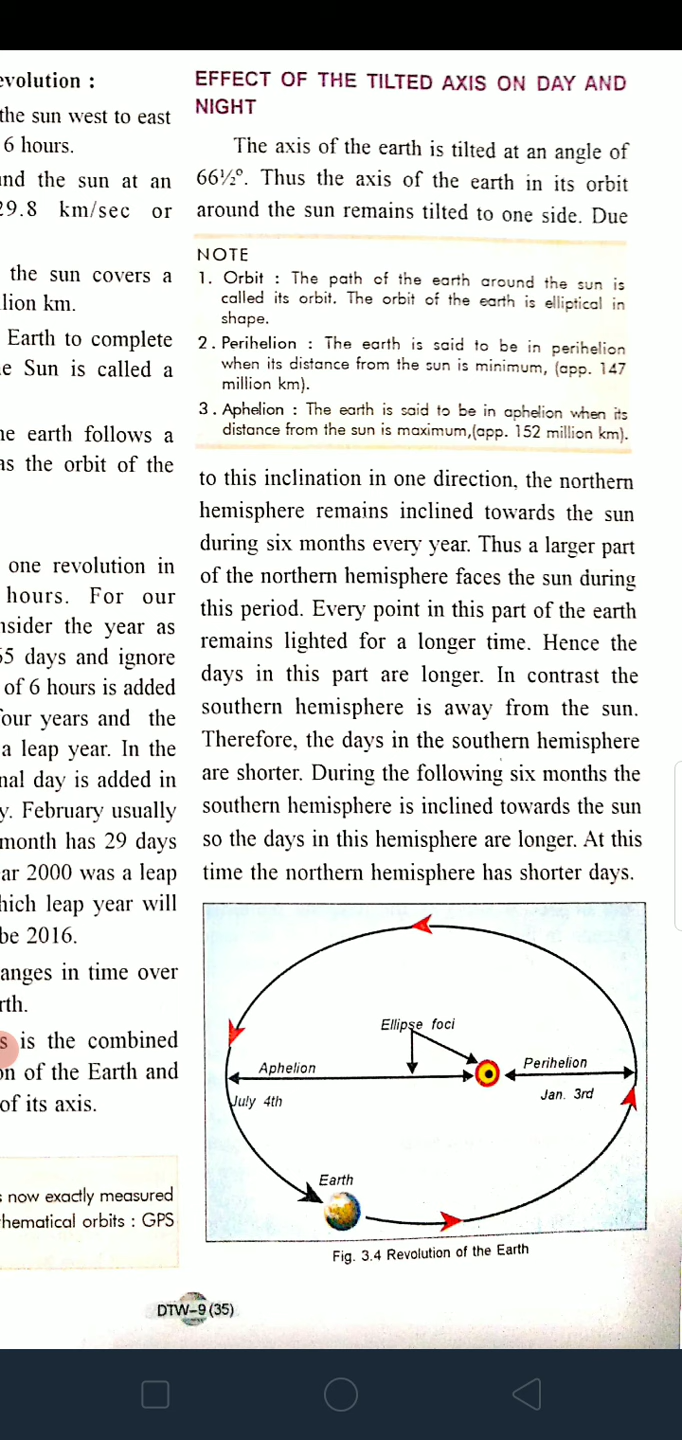 evolution :
the sun west to east
6 hours.
and the sun at an
29.8 km/sec or
the sun covers a
lion km.
Earth to complete
e Sun is called a
he earth follows a
as the orbit of the
one revolution in
hours. For our
nsider the year as
65 days and ignore
of 6 hours is added
four years and the
a leap year. In the
nal day is added in
y. February usually
month has 29 days
ar 2000 was a leap
hich leap year will
be 2016.
anges in time over
rth.
s is the combined
on of the Earth and
of its axis.
s now exactly measured
hematical orbits : GPS
EFFECT OF THE TILTED AXIS ON DAY AND
NIGHT
The axis of the earth is tilted at an angle of
66½°. Thus the axis of the earth in its orbit
around the sun remains tilted to one side. Due
NOTE
1. Orbit : The path of the earth around the sun is
called its orbit. The orbit of the earth is elliptical in
shape.
2. Perihelion : The earth is said to be in perihelion
when its distance from the sun is minimum, (app. 147
million km).
3. Aphelion : The earth is said to be in aphelion when its
distance from the sun is maximum,(app. 152 million km).
to this inclination in one direction, the northern
hemisphere remains inclined towards the sun
during six months every year. Thus a larger part
of the northern hemisphere faces the sun during
this period. Every point in this part of the earth
remains lighted for a longer time. Hence the
days in this part are longer. In contrast the
southern hemisphere is away from the sun.
Therefore, the days in the southern hemisphere
are shorter. During the following six months the
southern hemisphere is inclined towards the sun
so the days in this hemisphere are longer. At this
time the northern hemisphere has shorter days.
Ellipse foci
Aphelion
Perihelion
July 4th
Jan. 3rd
Earth
Fig. 3.4 Revolution of the Earth
DTW-9 (35)